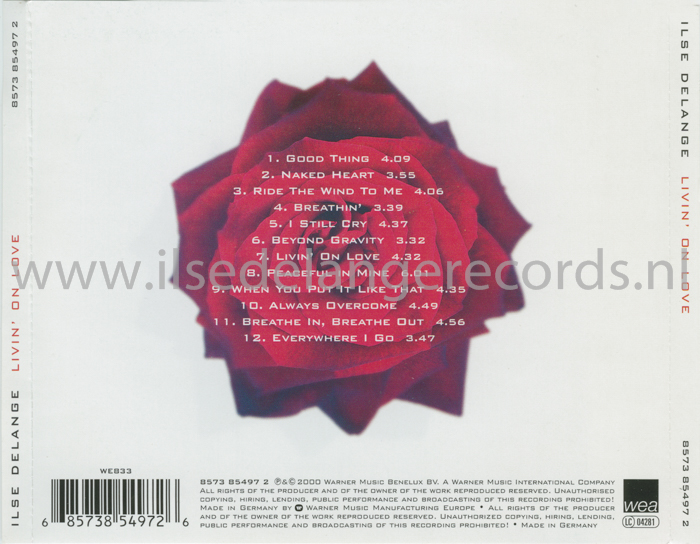 8573 85497 2
ILSE DELANGE LIVIN' ON LOVE
1. GOOD THING 4.09
2. NAKED HEART 3.55
3. RIDE THE WIND TO ME 4.06
4. BREATHIN' 3.39
5. I STILL CRY 4.37
6. BEYOND GRAVITY 3.32
7. LIVIN' ON LOVE 4.32
8. PEACEFUL IN MINE 4.01
9. WHEN YOU PUT IT LIKE THAT 4.35
10. ALWAYS OVERCOME 4.49
11. BREATHE IN, BREATHE OUT 4.56
12. EVERYWHERE I GO 3.47
www.ilsedelangerecords.nl
ILSE DELANGE LIVIN' ON LOVE
8573 85497 2
WE833
6 85738 54972 6
8573 85497 2 ℗&©2000 WARNER MUSIC BENELUX BV. A WARNER MUSIC INTERNATIONAL COMPANY
ALL RIGHTS OF THE PRODUCER AND OF THE OWNER OF THE WORK REPRODUCED RESERVED. UNAUTHORISED
COPYING, HIRING, LENDING, PUBLIC PERFORMANCE AND BROADCASTING OF THIS RECORDING PROHIBITED!
MADE IN GERMANY BY WARNER MUSIC MANUFACTURING EUROPE • ALL RIGHTS OF THE PRODUCER
AND OF THE OWNER OF THE WORK REPRODUCED RESERVED. UNAUTHORIZED COPYING, HIRING, LENDING,
PUBLIC PERFORMANCE AND BROADCASTING OF THIS RECORDING PROHIBITED! • MADE IN GERMANY
wea
LC 04281